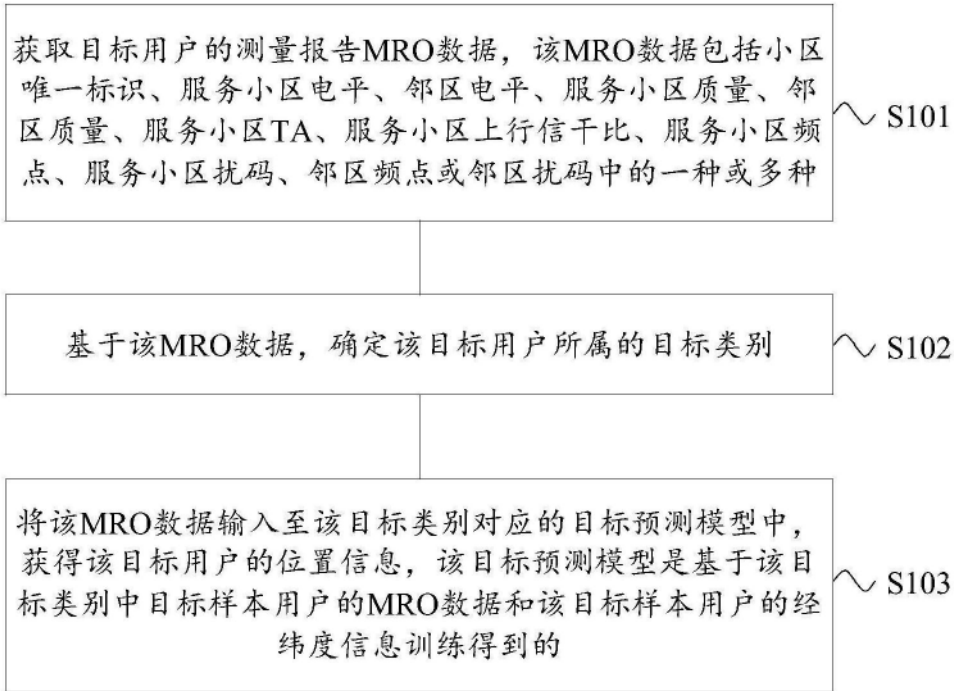 获取目标用户的测量报告MRO数据，该MRO数据包括小区
唯一标识、服务小区电平、邻区电平、服务小区质量、邻
区质量、服务小区TA、服务小区上行信干比、服务小区频
点、服务小区扰码、邻区频点或邻区扰码中的一种或多种
S101
基于该MRO数据，确定该目标用户所属的目标类别
S102
将该MRO数据输入至该目标类别对应的目标预测模型中，
获得该目标用户的位置信息，该目标预测模型是基于该目
标类别中目标样本用户的MRO数据和该目标样本用户的经
纬度信息训练得到的
S103